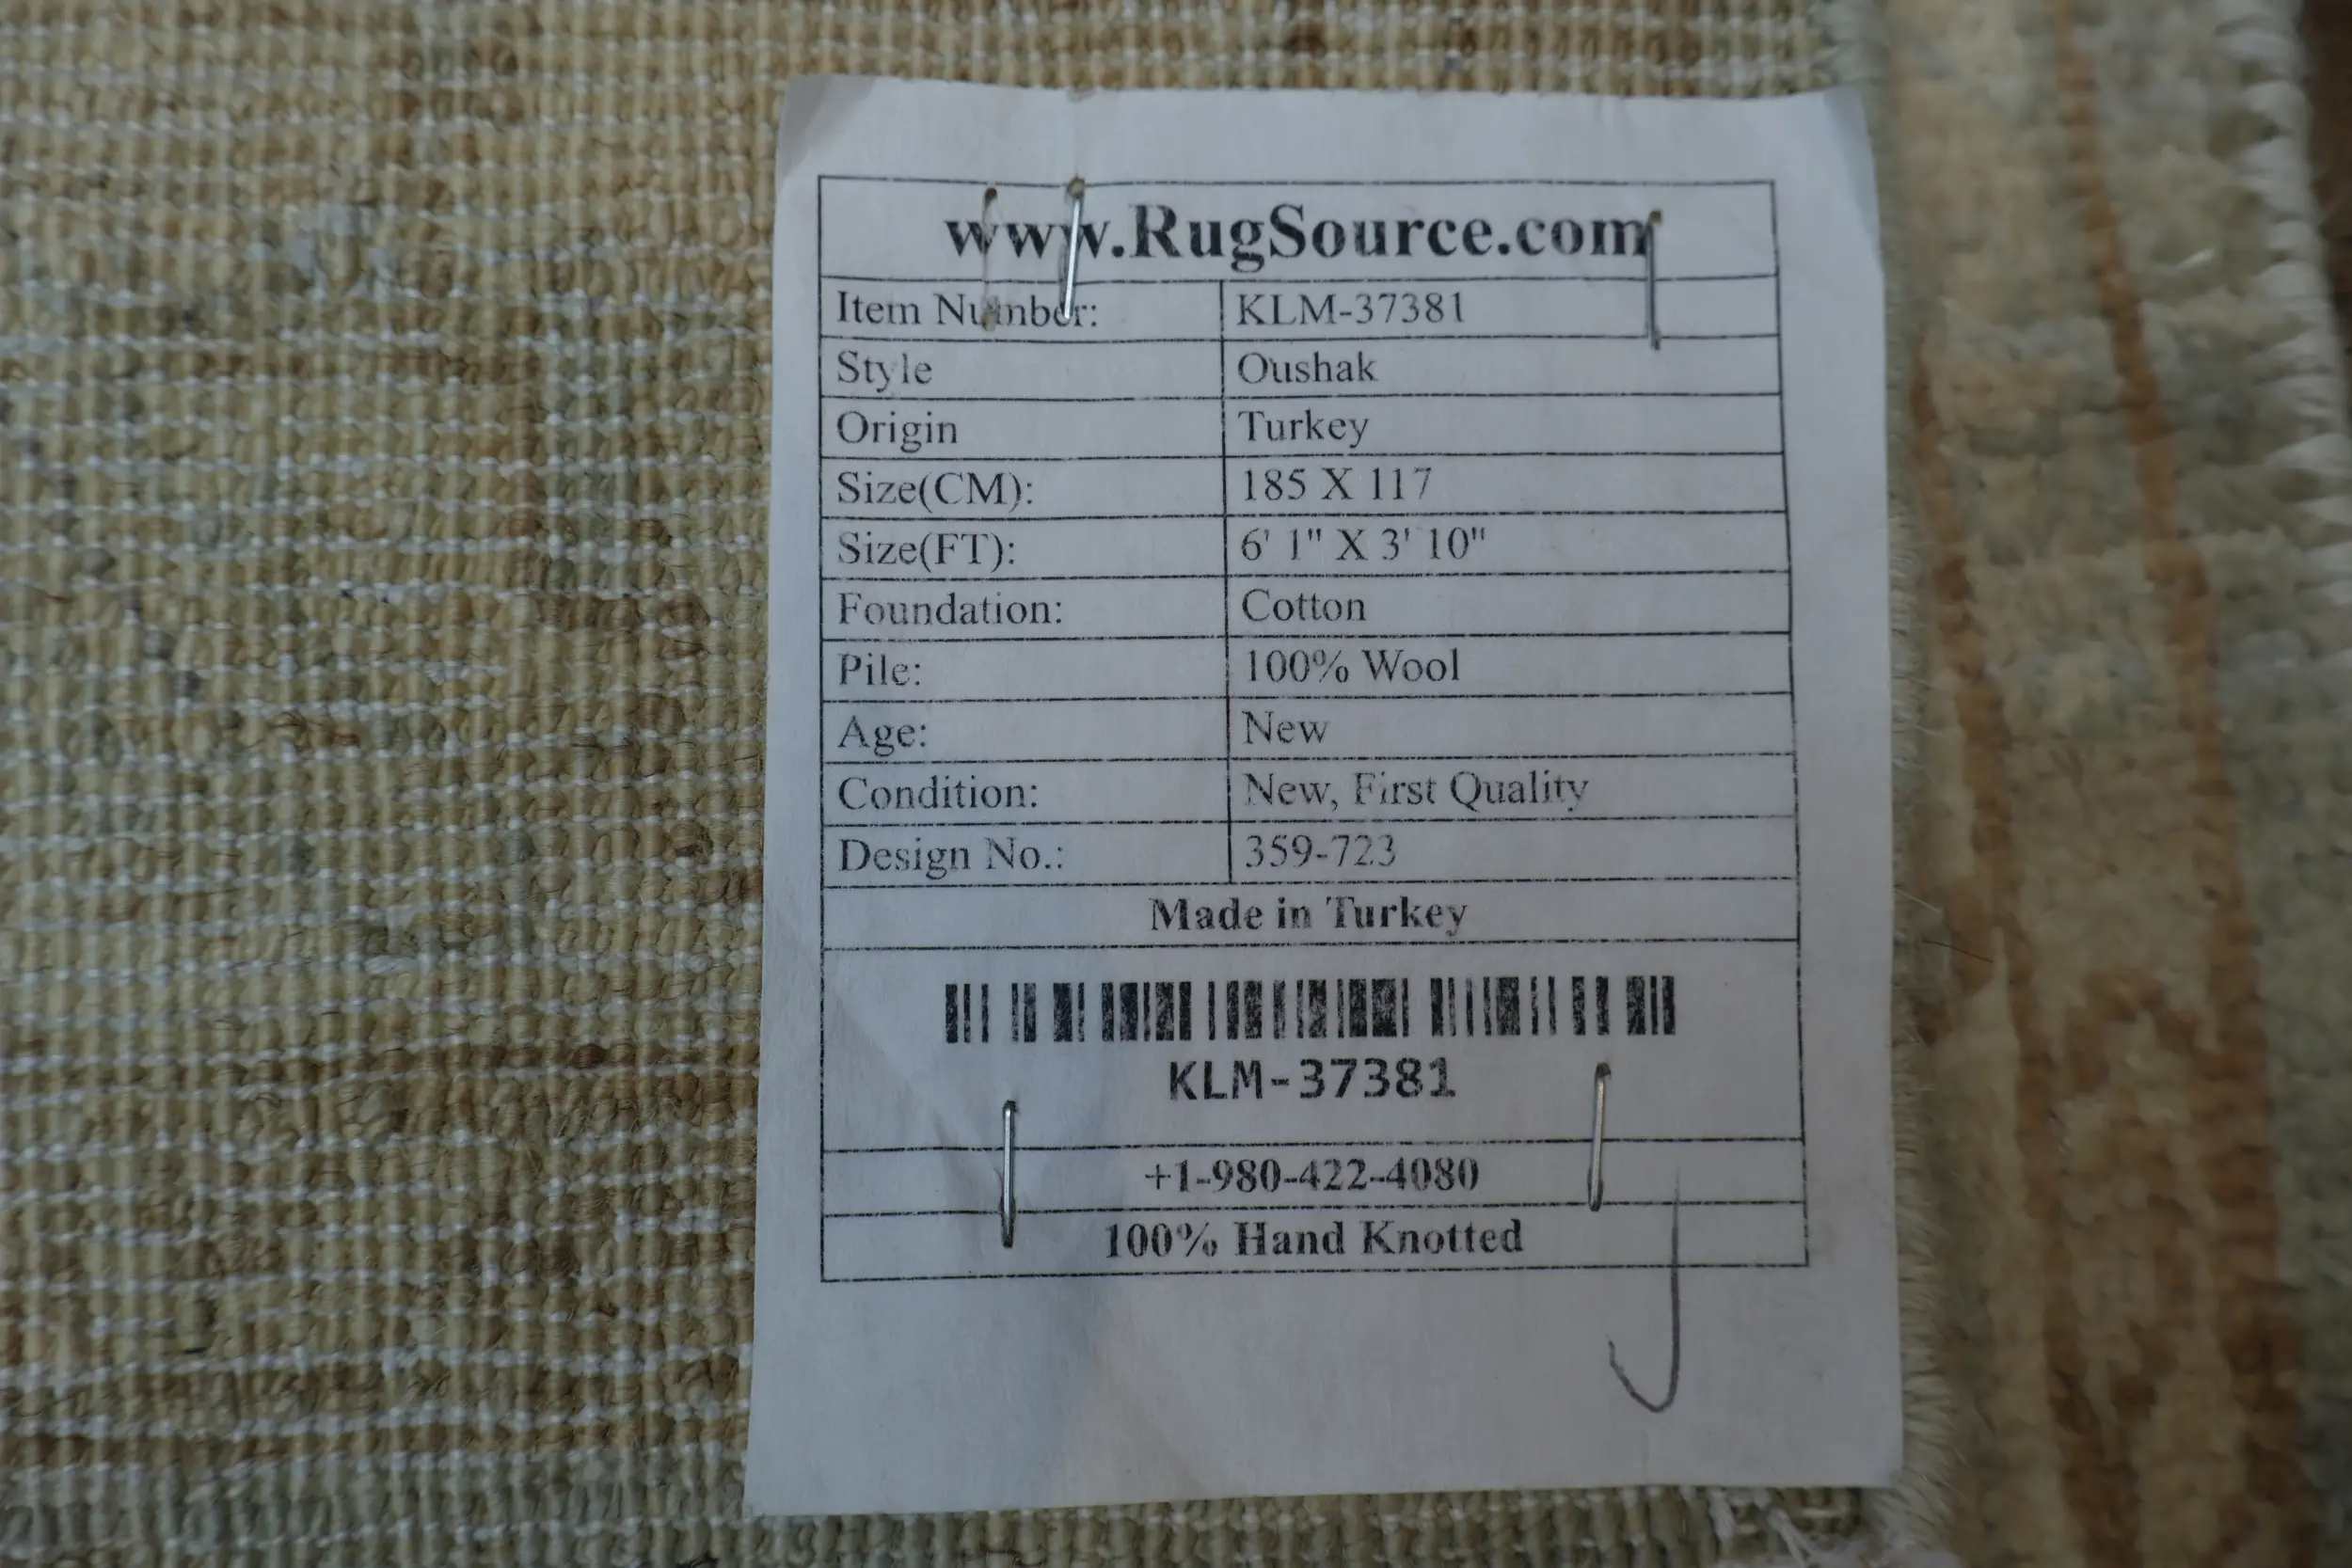 www.RugSource.com
Item Number: KLM-37381
Style Oushak
Origin Turkey
Size(CM): 185 X 117
Size(FT): 6' 1" X 3' 10"
Foundation: Cotton
Pile: 100% Wool
Age: New
Condition: New, First Quality
Design No.: 359-723
Made in Turkey
KLM-37381
+1-980-422-4080
100% Hand Knotted
J